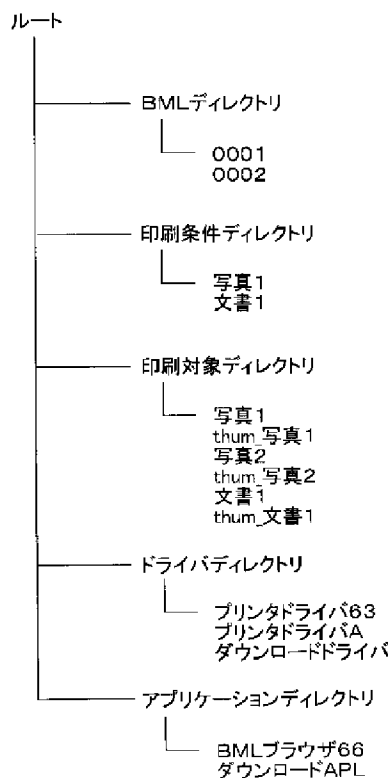 ルート
BMLディレクトリ
0001
0002
印刷条件ディレクトリ
写真1
文書1
印刷対象ディレクトリ
写真1
thum_写真1
写真2
thum_写真2
文書1
thum_文書1
ドライバディレクトリ
プリンタドライバ63
プリンタドライバA
ダウンロードドライバ
アプリケーションディレクトリ
BMLブラウザ66
ダウンロードAPL